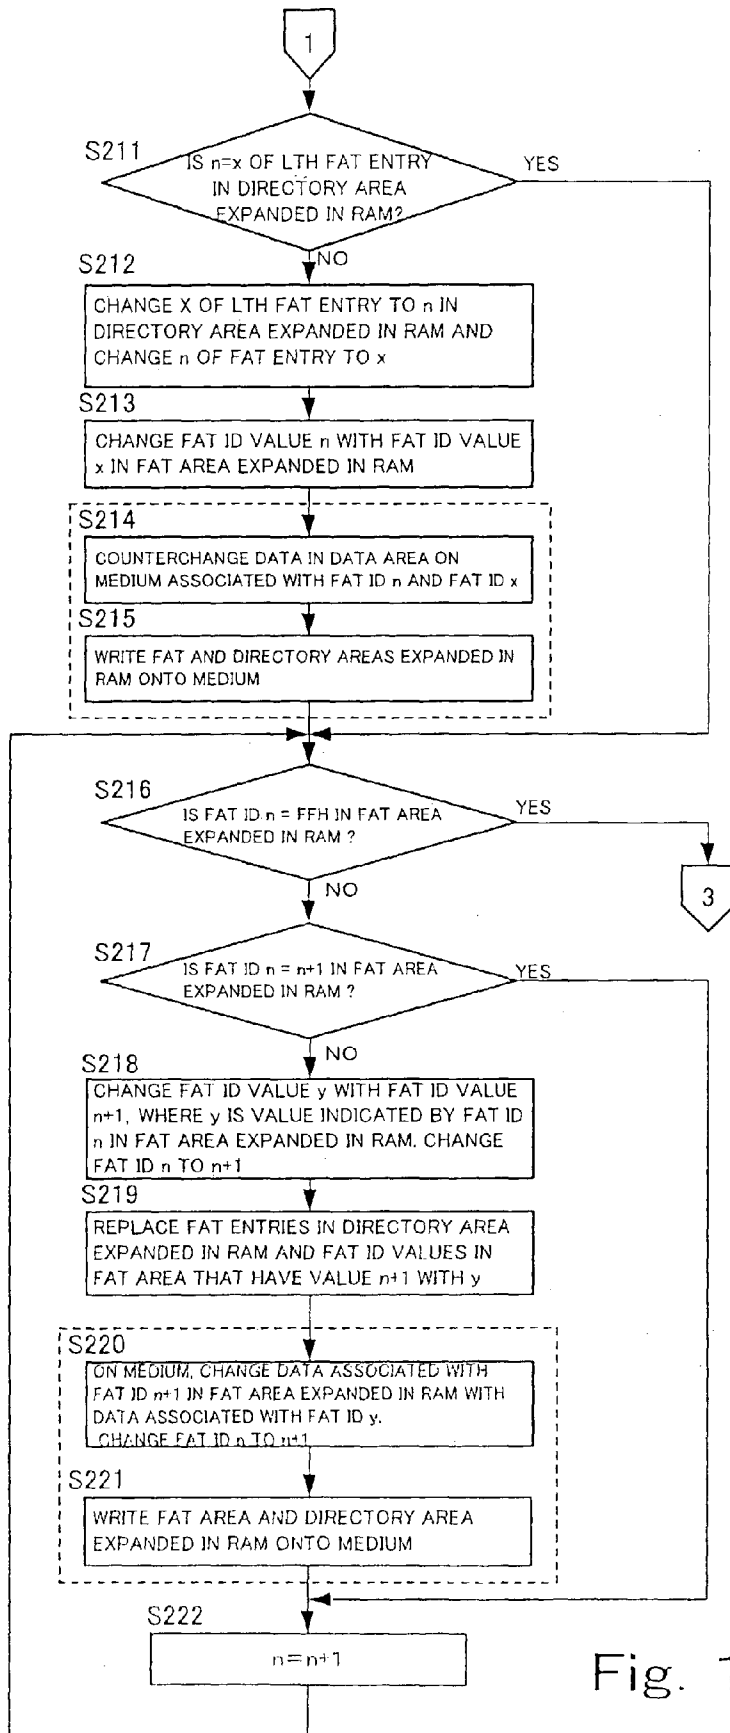 1
S211
IS n=x OF LTH FAT ENTRY
IN DIRECTORY AREA
EXPANDED IN RAM?
YES
NO
S212
CHANGE X OF LTH FAT ENTRY TO n IN
DIRECTORY AREA EXPANDED IN RAM AND
CHANGE n OF FAT ENTRY TO x
S213
CHANGE FAT ID VALUE n WITH FAT ID VALUE
x IN FAT AREA EXPANDED IN RAM
S214
COUNTERCHANGE DATA IN DATA AREA ON
MEDIUM ASSOCIATED WITH FAT ID n AND FAT ID x
S215
WRITE FAT AND DIRECTORY AREAS EXPANDED IN
RAM ONTO MEDIUM
S216
IS FAT ID n = FFH IN FAT AREA
EXPANDED IN RAM ?
YES
NO
3
S217
IS FAT ID n = n+1 IN FAT AREA
EXPANDED IN RAM ?
YES
NO
S218
CHANGE FAT ID VALUE y WITH FAT ID VALUE
n+1, WHERE y IS VALUE INDICATED BY FAT ID
n IN FAT AREA EXPANDED IN RAM. CHANGE
FAT ID n TO n+1
S219
REPLACE FAT ENTRIES IN DIRECTORY AREA
EXPANDED IN RAM AND FAT ID VALUES IN
FAT AREA THAT HAVE VALUE n+1 WITH y
S220
ON MEDIUM, CHANGE DATA ASSOCIATED WITH
FAT ID n+1 IN FAT AREA EXPANDED IN RAM WITH
DATA ASSOCIATED WITH FAT ID y.
CHANGE FAT ID n TO n+1
S221
WRITE FAT AREA AND DIRECTORY AREA
EXPANDED IN RAM ONTO MEDIUM
S222
n=n+1
Fig.